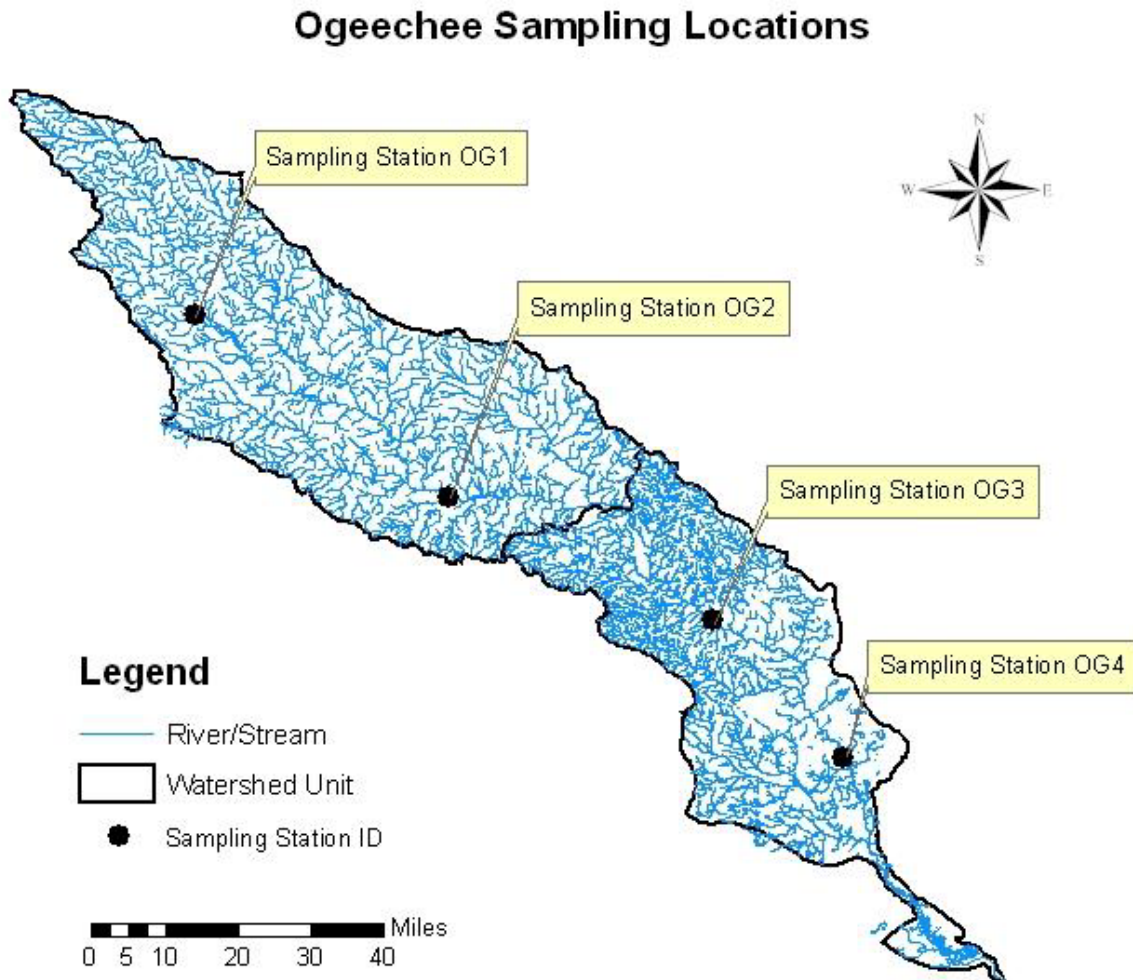 Ogeechee Sampling Locations
N
Sampling Station OG1
W
E
S
Sampling Station OG2
Sampling Station OG3
Sampling Station OG4
Legend
River/Stream
Watershed Unit
Sampling Station ID
Miles
0 5 10 20 30 40